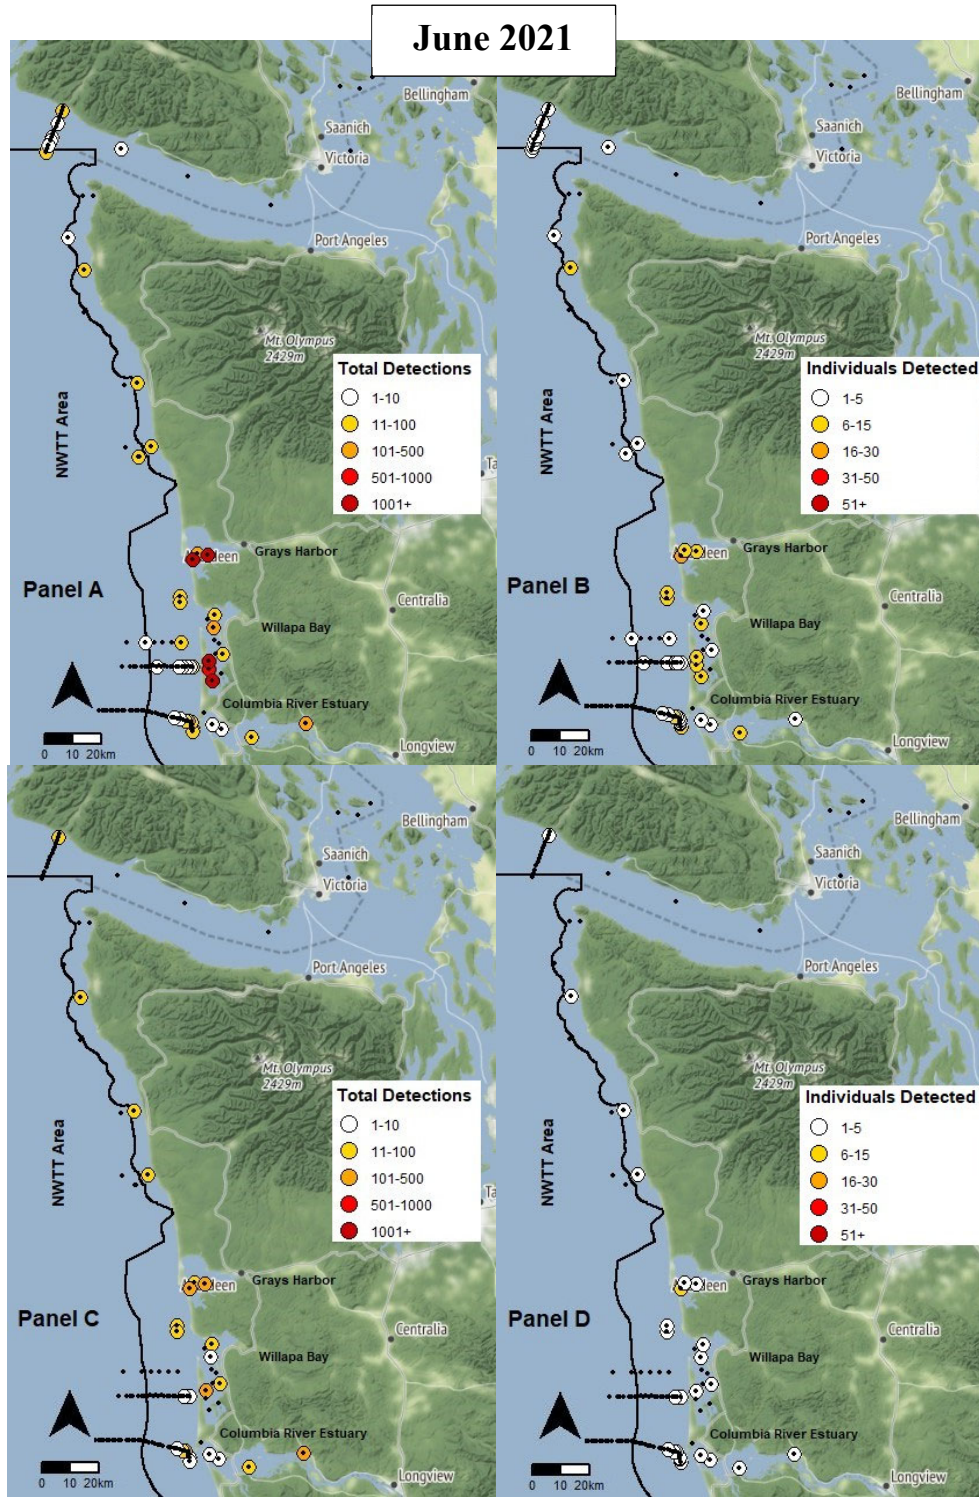 June 2021
Bellingham
Saanich
Victoria
Port Angeles
Mt. Olympus
2429m
Total Detections
1-10
11-100
101-500
501-1000
1001+
NWTT Area
Ta
Grays Harbor
Panel A
Centralia
Willapa Bay
Columbia River Estuary
Longview
0 10 20km
Bellingham
Saanich
Victoria
Port Angeles
Mt. Olympus
2429m
Individuals Detected
1-5
6-15
16-30
31-50
51+
NWTT Area
Grays Harbor
Panel B
Centralia
Willapa Bay
Columbia River Estuary
Longview
0 10 20km
Bellingham
Saanich
Victoria
Port Angeles
Mt. Olympus
2429m
Total Detections
1-10
11-100
101-500
501-1000
1001+
NWTT Area
Ta
Grays Harbor
Panel C
Centralia
Willapa Bay
Columbia River Estuary
Longview
0 10 20km
Bellingham
Saanich
Victoria
Port Angeles
Mt. Olympus
2429m
Individuals Detected
1-5
6-15
16-30
31-50
51+
NWTT Area
Grays Harbor
Panel D
Centralia
Willapa Bay
Columbia River Estuary
Longview
0 10 20km